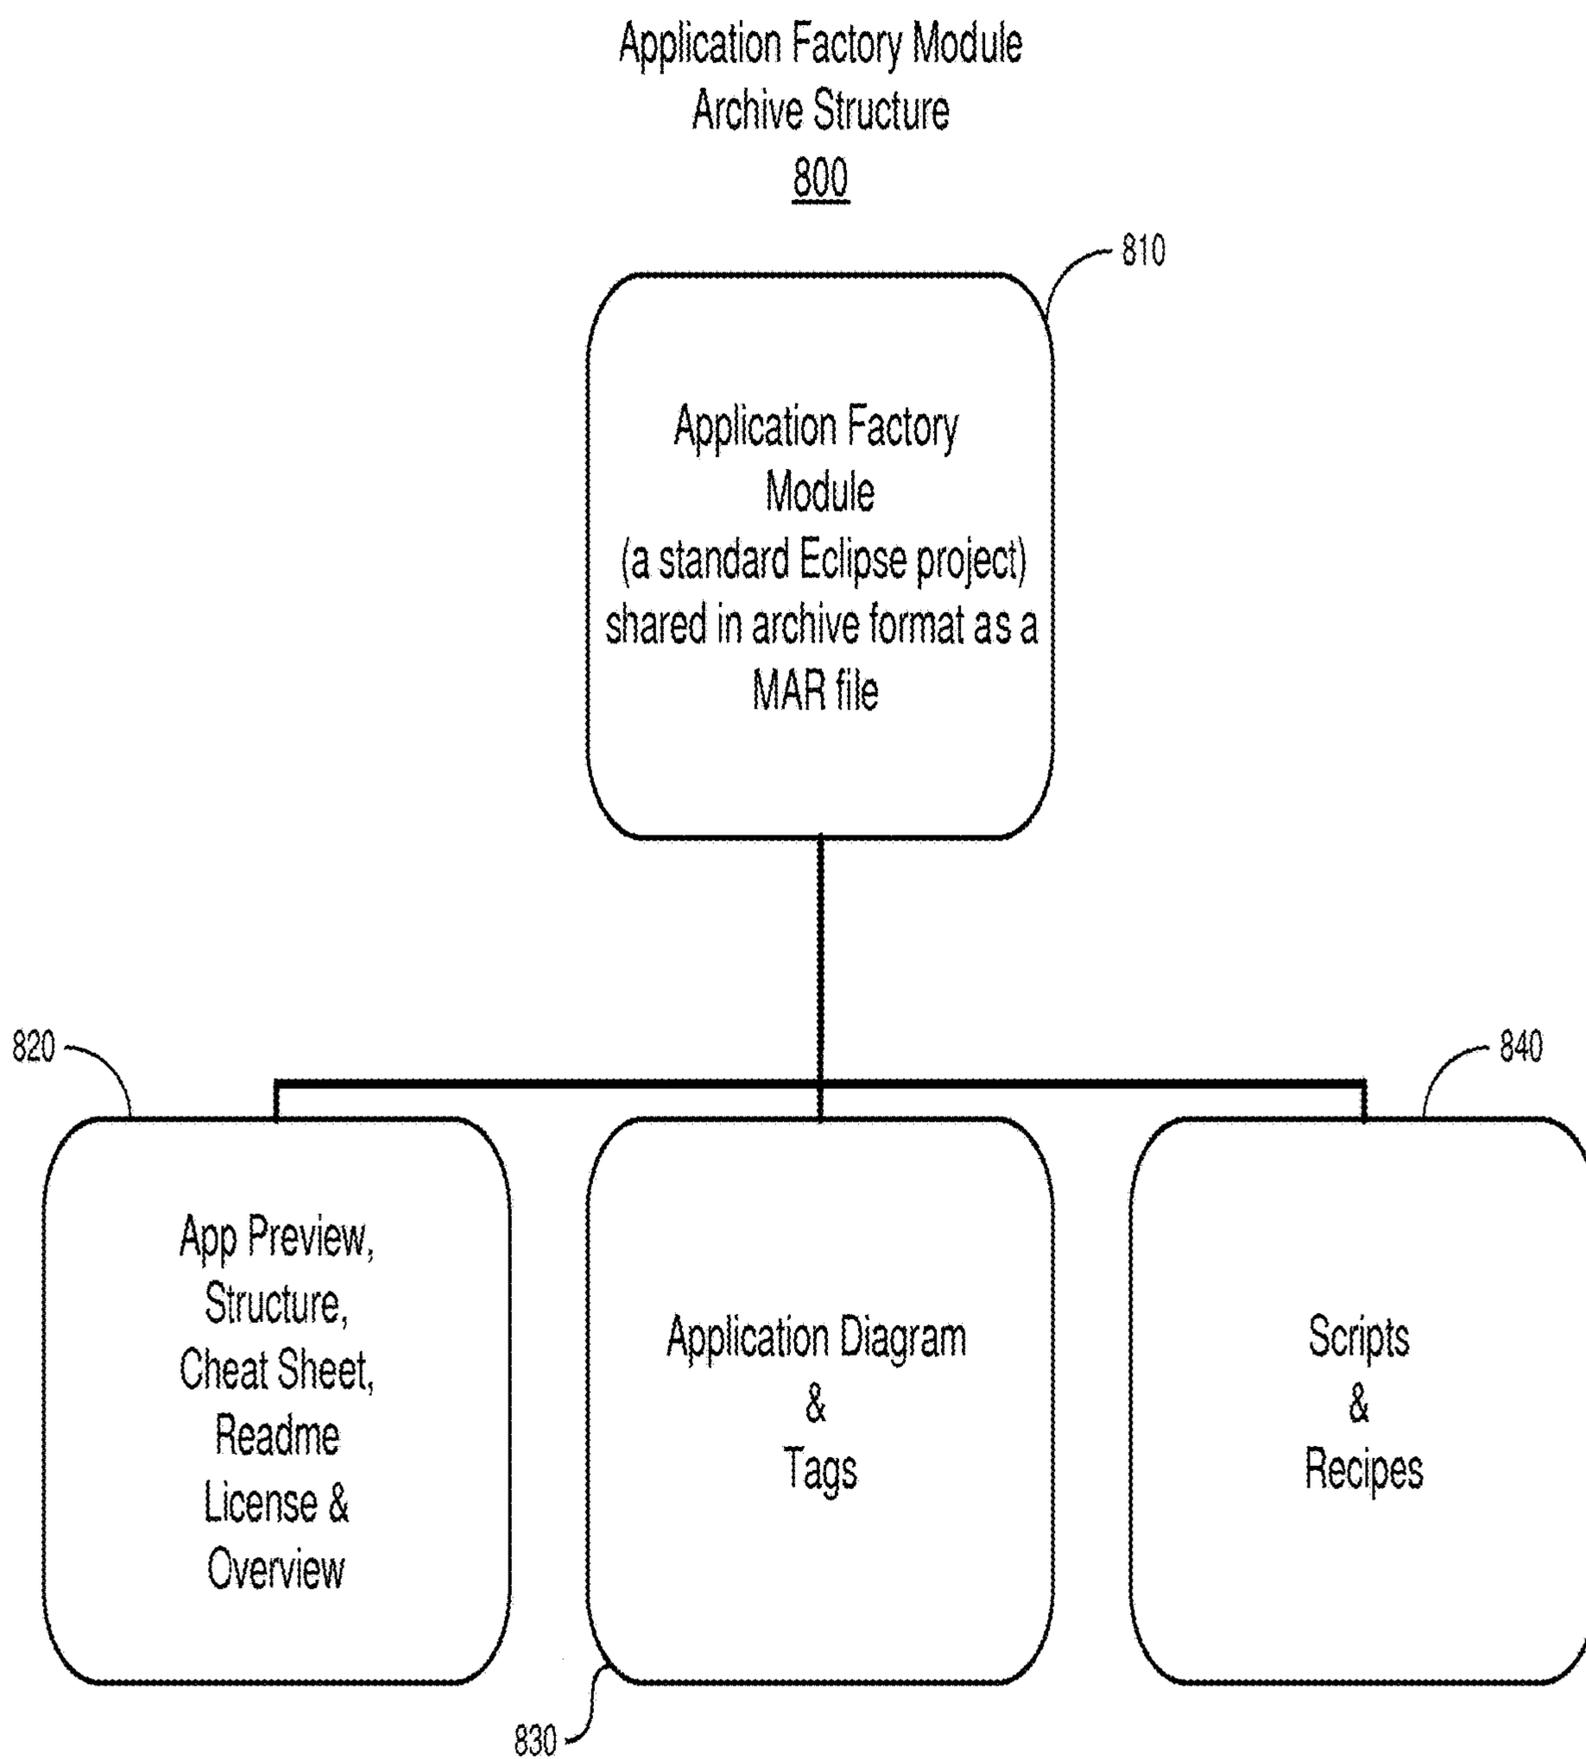 Application Factory Module
Archive Structure
800
810
Application Factory
Module
(a standard Eclipse project)
shared in archive format as a
MAR file
820
840
App Preview,
Structure,
Cheat Sheet,
Readme
License &
Overview
Application Diagram
&
Tags
Scripts
&
Recipes
830